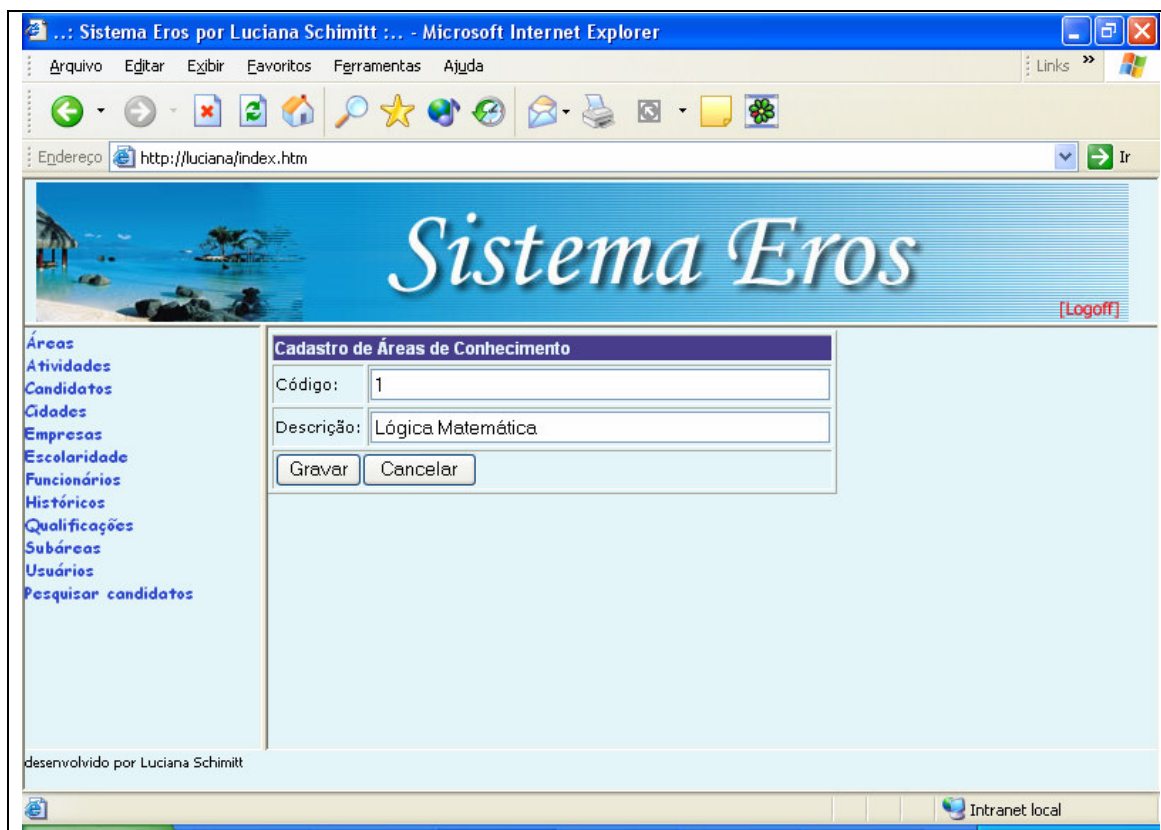 ..: Sistema Eros por Luciana Schimitt :.. - Microsoft Internet Explorer
Arquivo Editar Exibir Favoritos Ferramentas Ajuda Links »
Endereço http://luciana/index.htm Ir
Sistema Eros
[Logoff]
Áreas
Atividades
Candidatos
Cidades
Empresas
Escolaridade
Funcionários
Históricos
Qualificações
Subáreas
Usuários
Pesquisar candidatos
Cadastro de Áreas de Conhecimento
Código: 1
Descrição: Lógica Matemática
Gravar Cancelar
desenvolvido por Luciana Schimitt
Intranet local